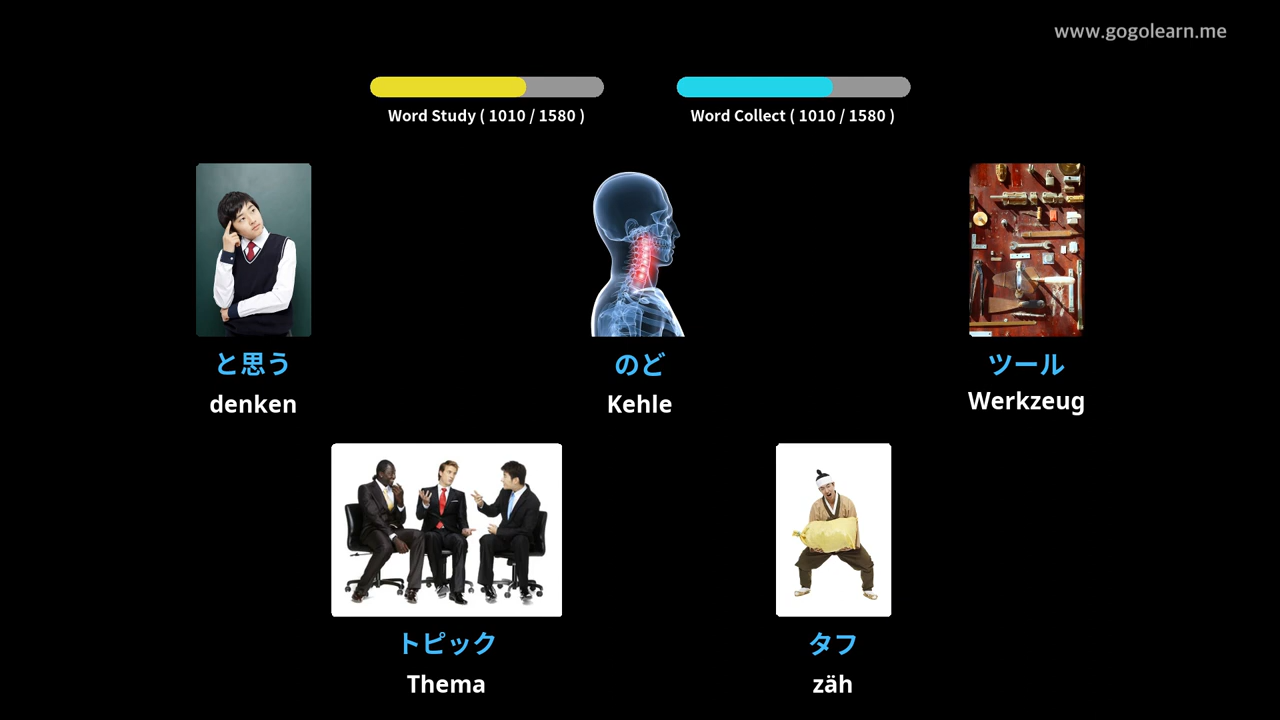 www.gogolearn.me
Word Study ( 1010 / 1580 )
Word Collect ( 1010 / 1580 )
と思う
denken
のど
Kehle
ツール
Werkzeug
トピック
Thema
タフ
zäh